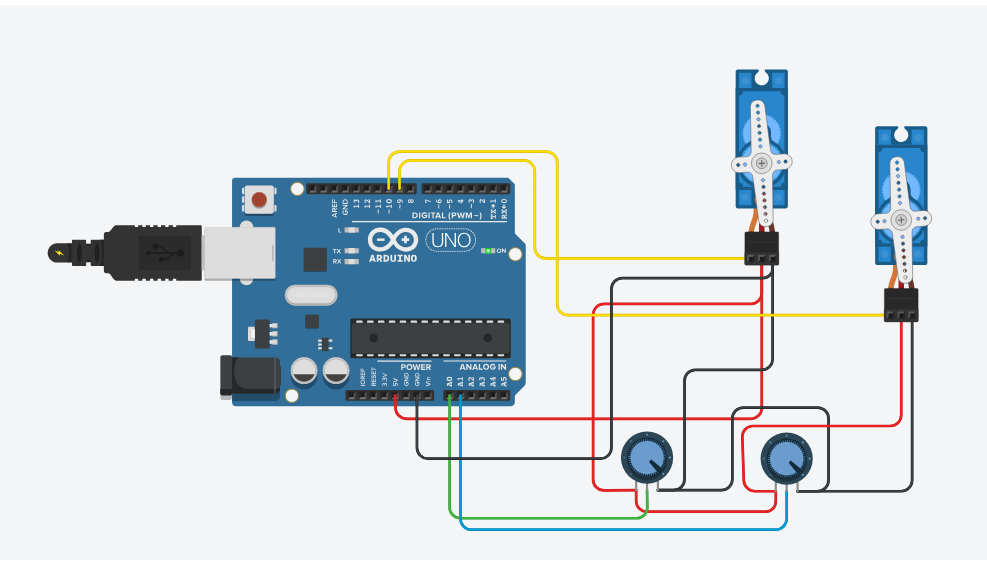 AREF
GND
13
12
~11
~10
~9
8
7
~6
~5
4
~3
2
TX→1
RX←0
DIGITAL (PWM~)
L
TX
RX
UNO
ON
ARDUINO
POWER
ANALOG IN
IOREF
RESET
3.3V
5V
GND
GND
Vin
A0
A1
A2
A3
A4
A5